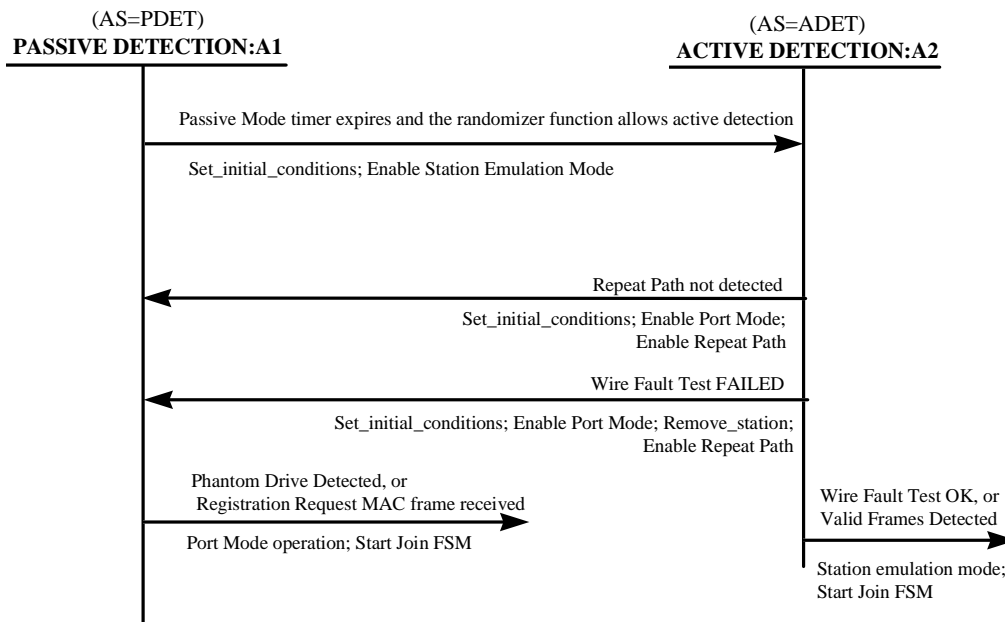 (AS=PDET)
PASSIVE DETECTION:A1
(AS=ADET)
ACTIVE DETECTION:A2
Passive Mode timer expires and the randomizer function allows active detection
Set_initial_conditions; Enable Station Emulation Mode
Repeat Path not detected
Set_initial_conditions; Enable Port Mode;
Enable Repeat Path
Wire Fault Test FAILED
Set_initial_conditions; Enable Port Mode; Remove_station;
Enable Repeat Path
Phantom Drive Detected, or
Registration Request MAC frame received
Port Mode operation; Start Join FSM
Wire Fault Test OK, or
Valid Frames Detected
Station emulation mode;
Start Join FSM